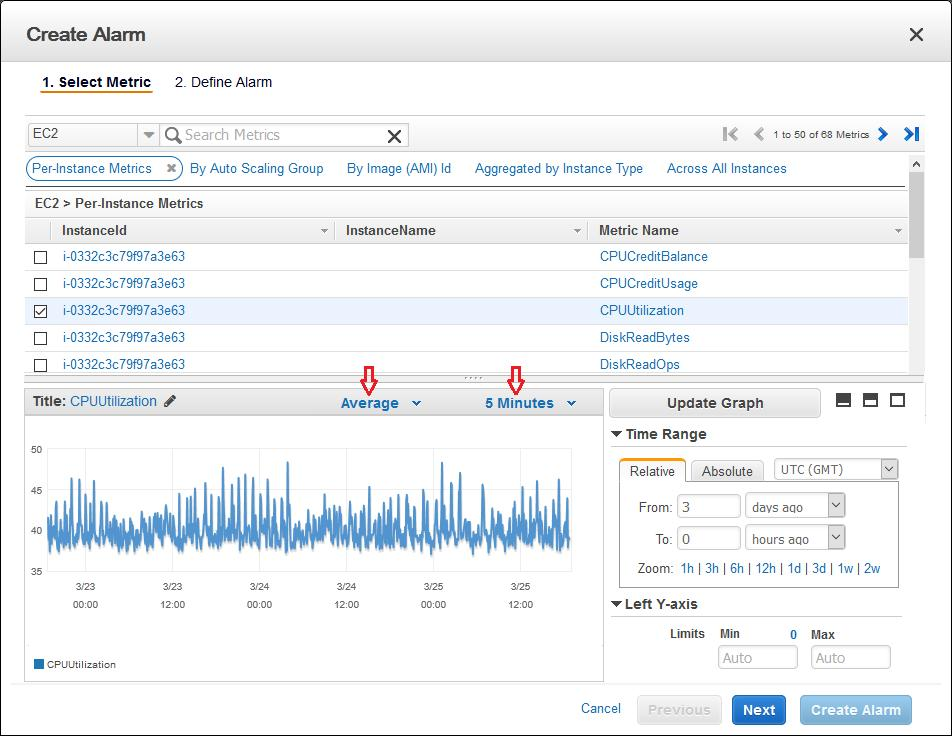 Create Alarm
1. Select Metric 2. Define Alarm
EC2 Search Metrics 1 to 50 of 68 Metrics
Per-Instance Metrics By Auto Scaling Group By Image (AMI) Id Aggregated by Instance Type Across All Instances
EC2 > Per-Instance Metrics
InstanceId InstanceName Metric Name
i-0332c3c79f97a3e63 CPUCreditBalance
i-0332c3c79f97a3e63 CPUCreditUsage
i-0332c3c79f97a3e63 CPUUtilization
i-0332c3c79f97a3e63 DiskReadBytes
i-0332c3c79f97a3e63 DiskReadOps
Title: CPUUtilization Average 5 Minutes
50
45
40
35
3/23 3/23 3/24 3/24 3/25 3/25
00:00 12:00 00:00 12:00 00:00 12:00
CPUUtilization
Update Graph
Time Range
Relative Absolute UTC (GMT)
From: 3 days ago
To: 0 hours ago
Zoom: 1h | 3h | 6h | 12h | 1d | 3d | 1w | 2w
Left Y-axis
Limits Min 0 Max
Auto Auto
Cancel Previous Next Create Alarm